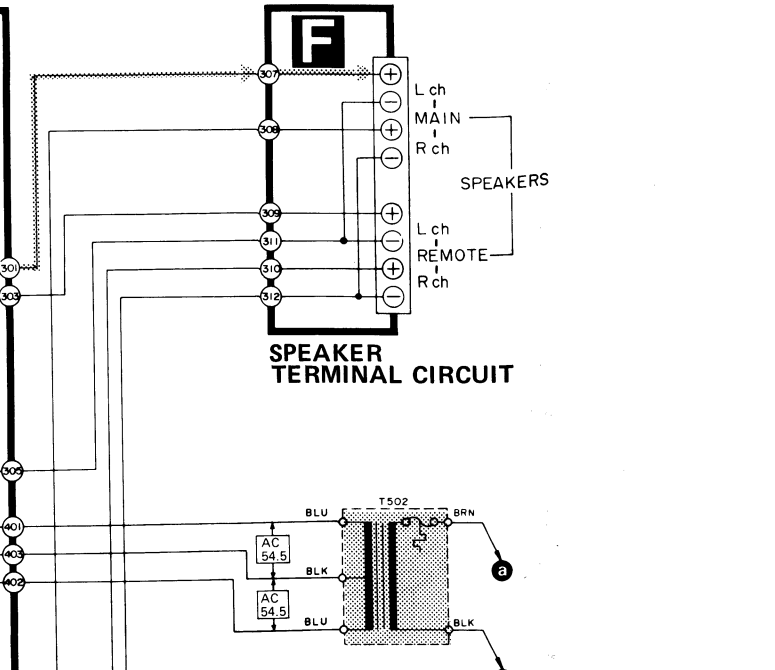 F
307
+
L ch
−
MAIN
308
+
R ch
−
SPEAKERS
309
+
L ch
311
−
REMOTE
301
310
+
R ch
303
312
−
SPEAKER
TERMINAL CIRCUIT
305
T502
BLU
BRN
401
AC
54.5
403
BLK
a
402
AC
54.5
BLU
BLK